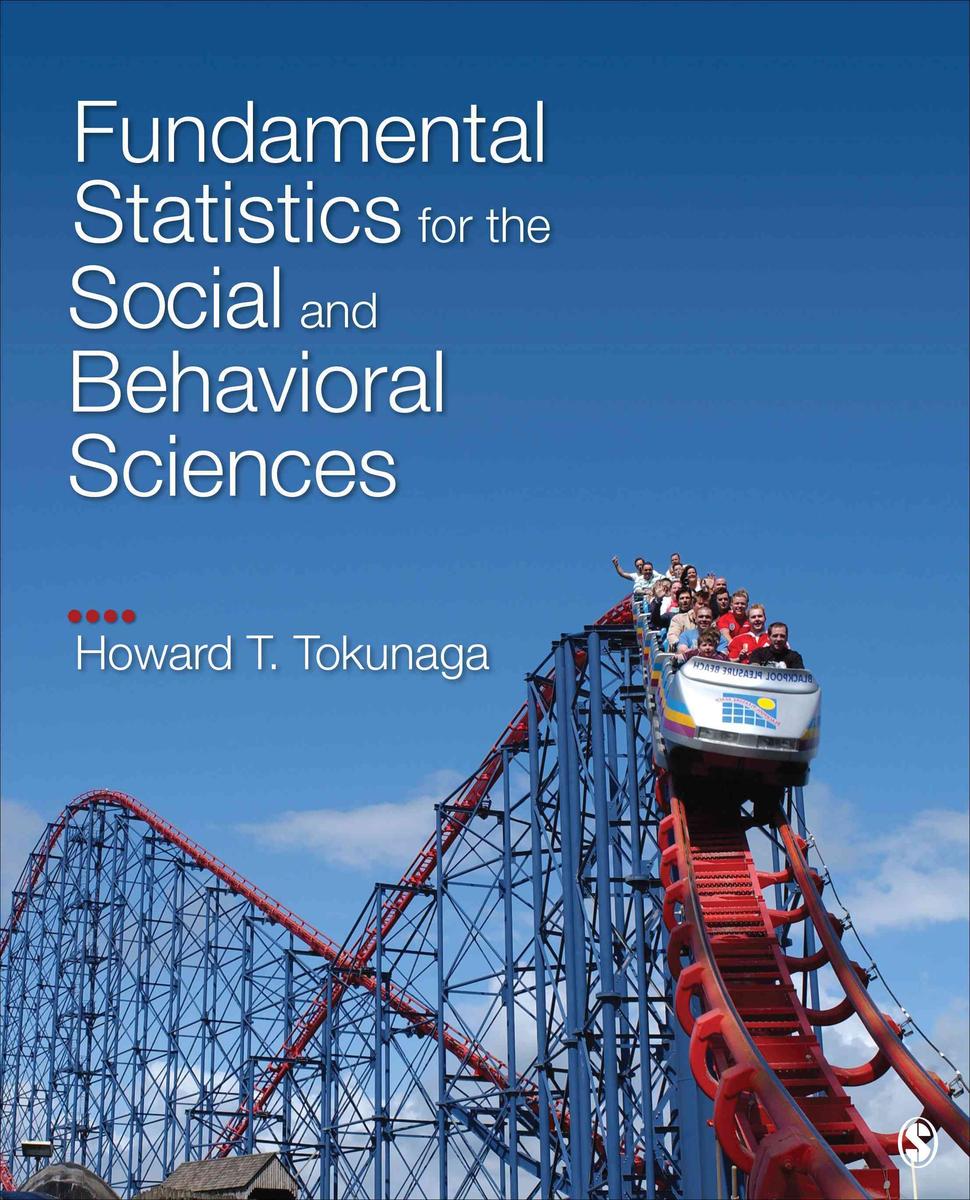 Fundamental
Statistics for the
Social and
Behavioral
Sciences
Howard T. Tokunaga
BLACKPOOL PLEASURE BEACH
S